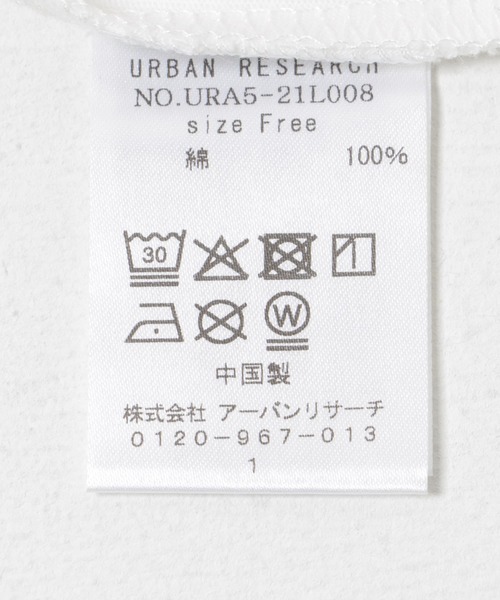 URBAN RESEARCH
NO.URA5-21L008
size Free
綿 100%
30
W
中国製
株式会社 アーバンリサーチ
0120-967-013
1